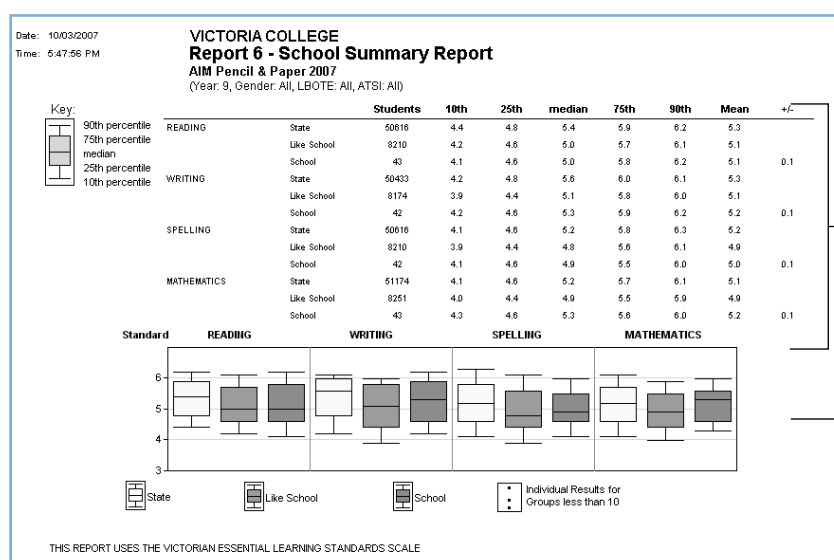 Date: 10/03/2007
Time: 5:47:56 PM
VICTORIA COLLEGE
Report 6 - School Summary Report
AIM Pencil & Paper 2007
(Year: 9, Gender: All, LBOTE: All, ATSI: All)
Key:
90th percentile
75th percentile
median
25th percentile
10th percentile
Students 10th 25th median 75th 90th Mean +/-
READING State 50616 4.4 4.8 5.4 5.9 6.2 5.3
Like School 8210 4.2 4.6 5.0 5.7 6.1 5.1
School 43 4.1 4.6 5.0 5.8 6.2 5.1 0.1
WRITING State 50433 4.2 4.8 5.6 6.0 6.1 5.3
Like School 8174 3.9 4.4 5.1 5.8 6.0 5.1
School 42 4.2 4.6 5.3 5.9 6.2 5.2 0.1
SPELLING State 50616 4.1 4.6 5.2 5.8 6.3 5.2
Like School 8210 3.9 4.4 4.8 5.6 6.1 4.9
School 42 4.1 4.6 4.9 5.5 6.0 5.0 0.1
MATHEMATICS State 51174 4.1 4.6 5.2 5.7 6.1 5.1
Like School 8251 4.0 4.4 4.9 5.5 5.9 4.9
School 43 4.3 4.6 5.3 5.6 6.0 5.2 0.1
Standard READING WRITING SPELLING MATHEMATICS
6
5
4
3
State Like School School Individual Results for
Groups less than 10
THIS REPORT USES THE VICTORIAN ESSENTIAL LEARNING STANDARDS SCALE